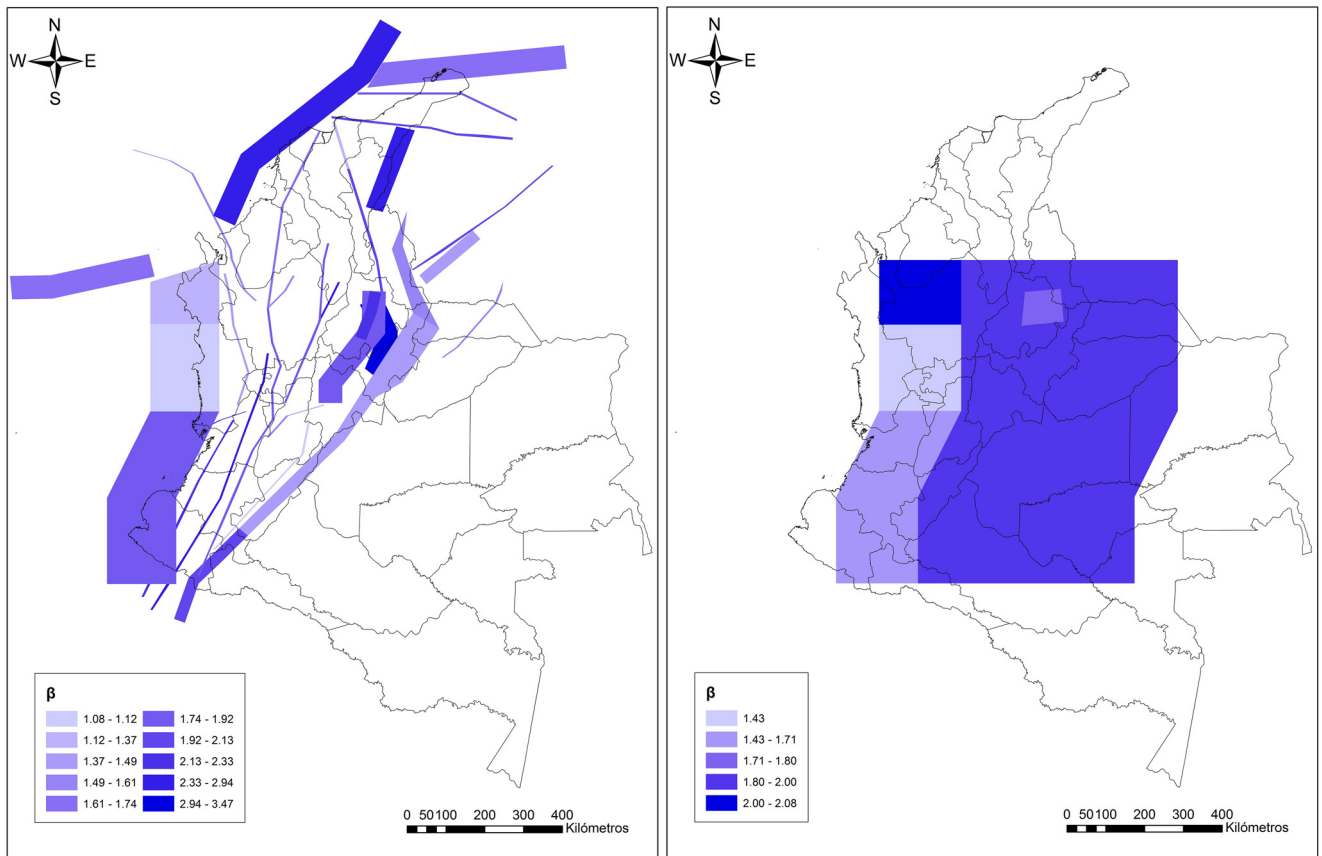 N
W E
S
β
1.08 - 1.12 1.74 - 1.92
1.12 - 1.37 1.92 - 2.13
1.37 - 1.49 2.13 - 2.33
1.49 - 1.61 2.33 - 2.94
1.61 - 1.74 2.94 - 3.47
0 50100 200 300 400
Kilómetros
N
W E
S
β
1.43
1.43 - 1.71
1.71 - 1.80
1.80 - 2.00
2.00 - 2.08
0 50100 200 300 400
Kilómetros